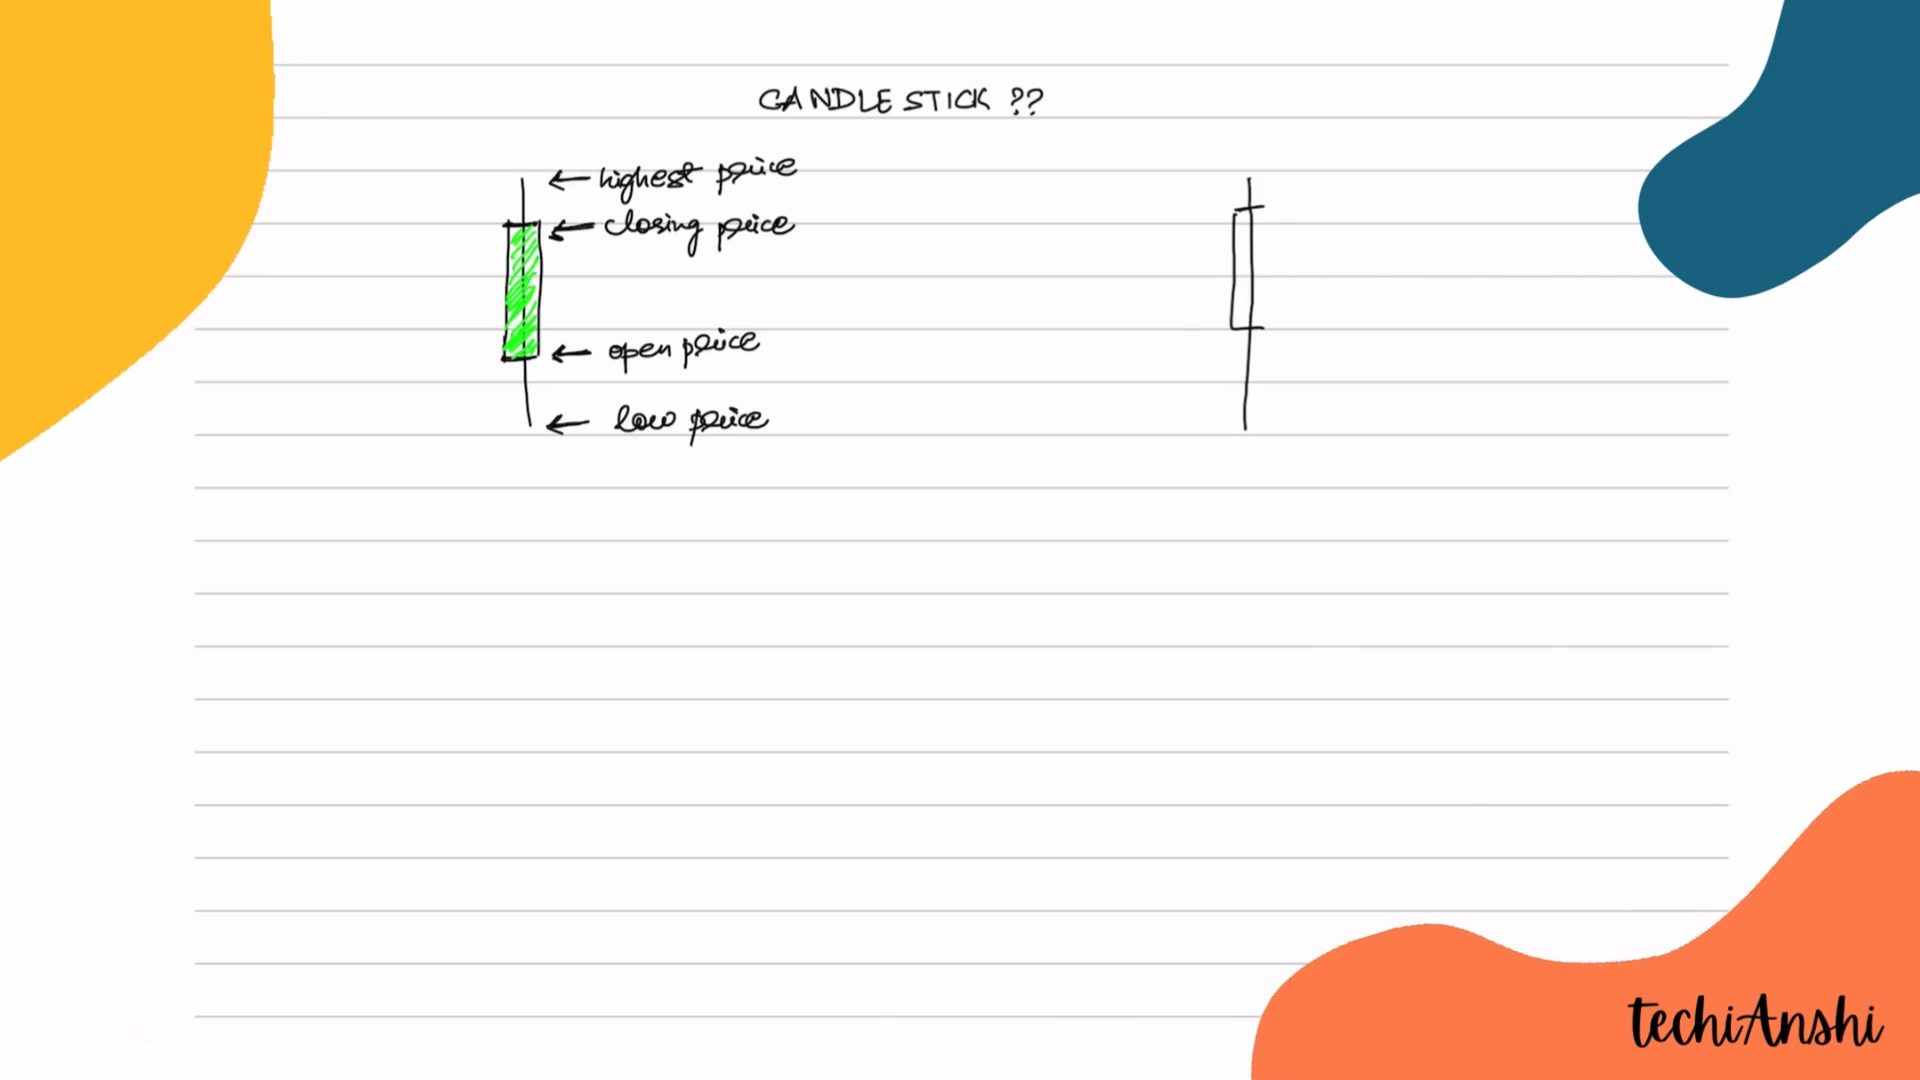 CANDLE STICK ??
← highest price
← closing price
← open price
← low price
techiAnshi